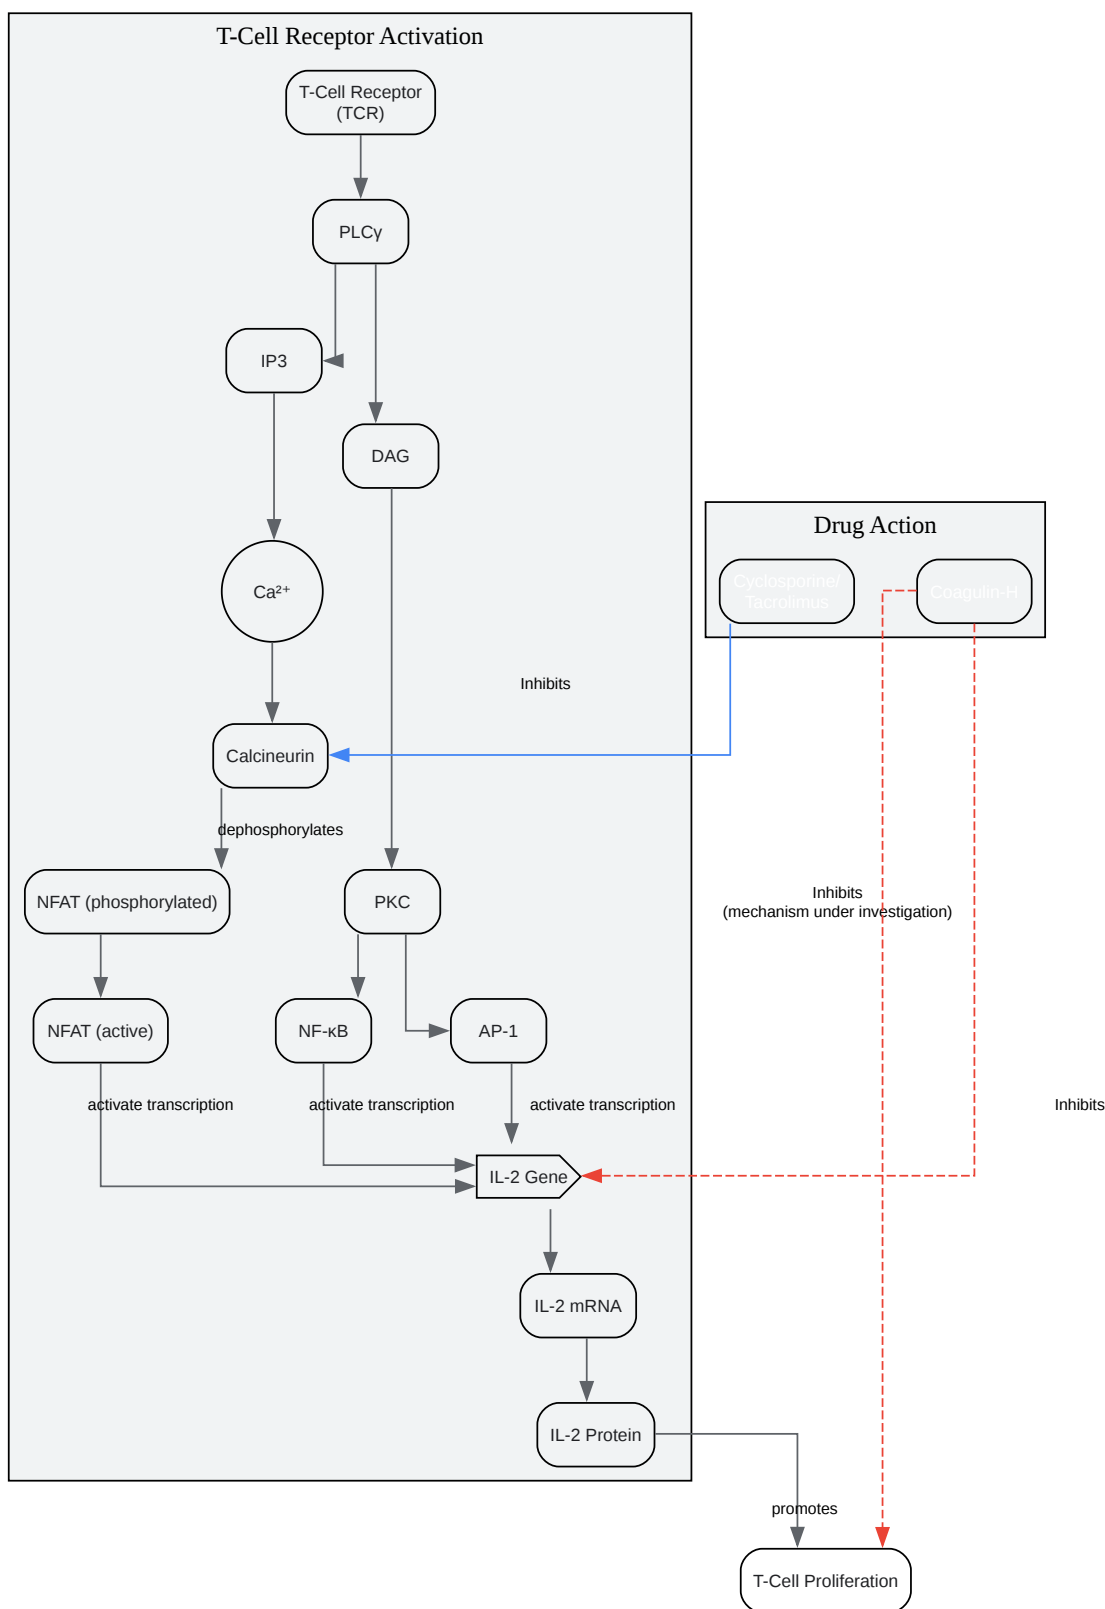 T-Cell Receptor Activation
T-Cell Receptor
(TCR)
PLCγ
IP3
DAG
Drug Action
Cyclosporine/
Tacrolimus
Coagulin-H
Ca²⁺
Inhibits
Calcineurin
dephosphorylates
NFAT (phosphorylated)
PKC
Inhibits
(mechanism under investigation)
NFAT (active)
NF-κB
AP-1
activate transcription
activate transcription
activate transcription
Inhibits
IL-2 Gene
IL-2 mRNA
IL-2 Protein
promotes
T-Cell Proliferation